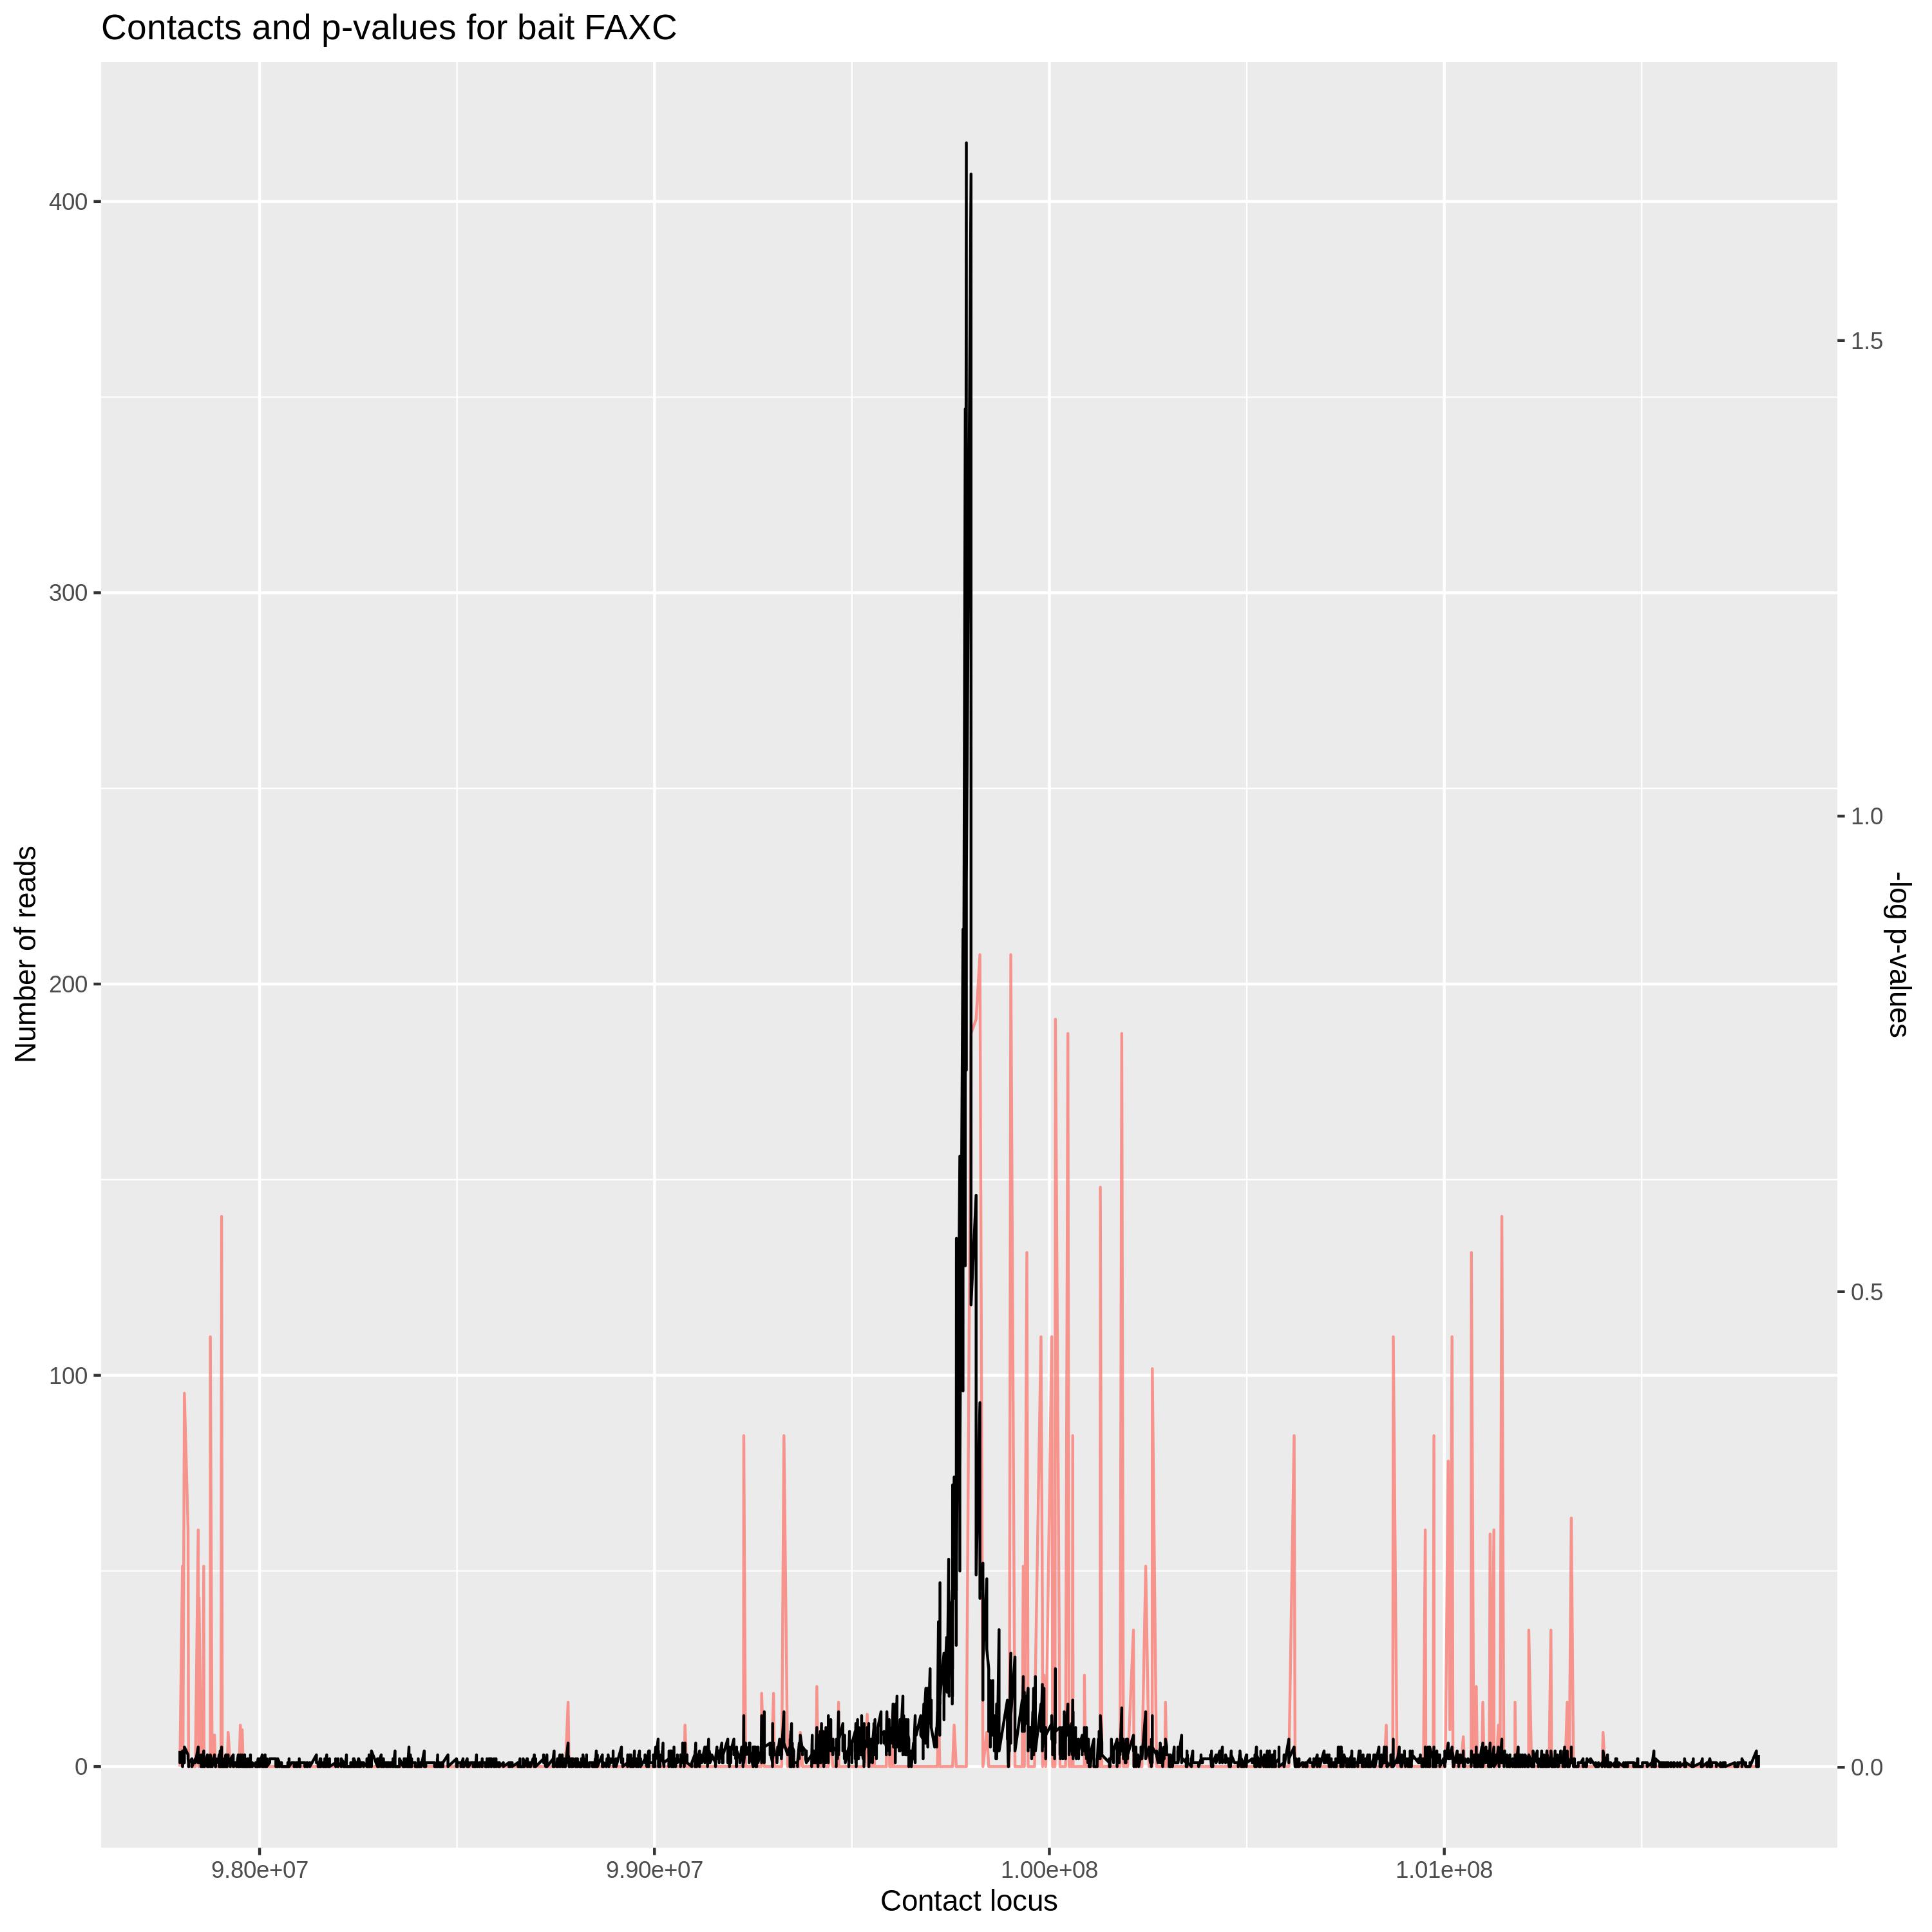 Contacts and p-values for bait FAXC
Number of reads
400
300
200
100
0
1.5
1.0
0.5
0.0
-log p-values
9.80e+07
9.90e+07
1.00e+08
1.01e+08
Contact locus